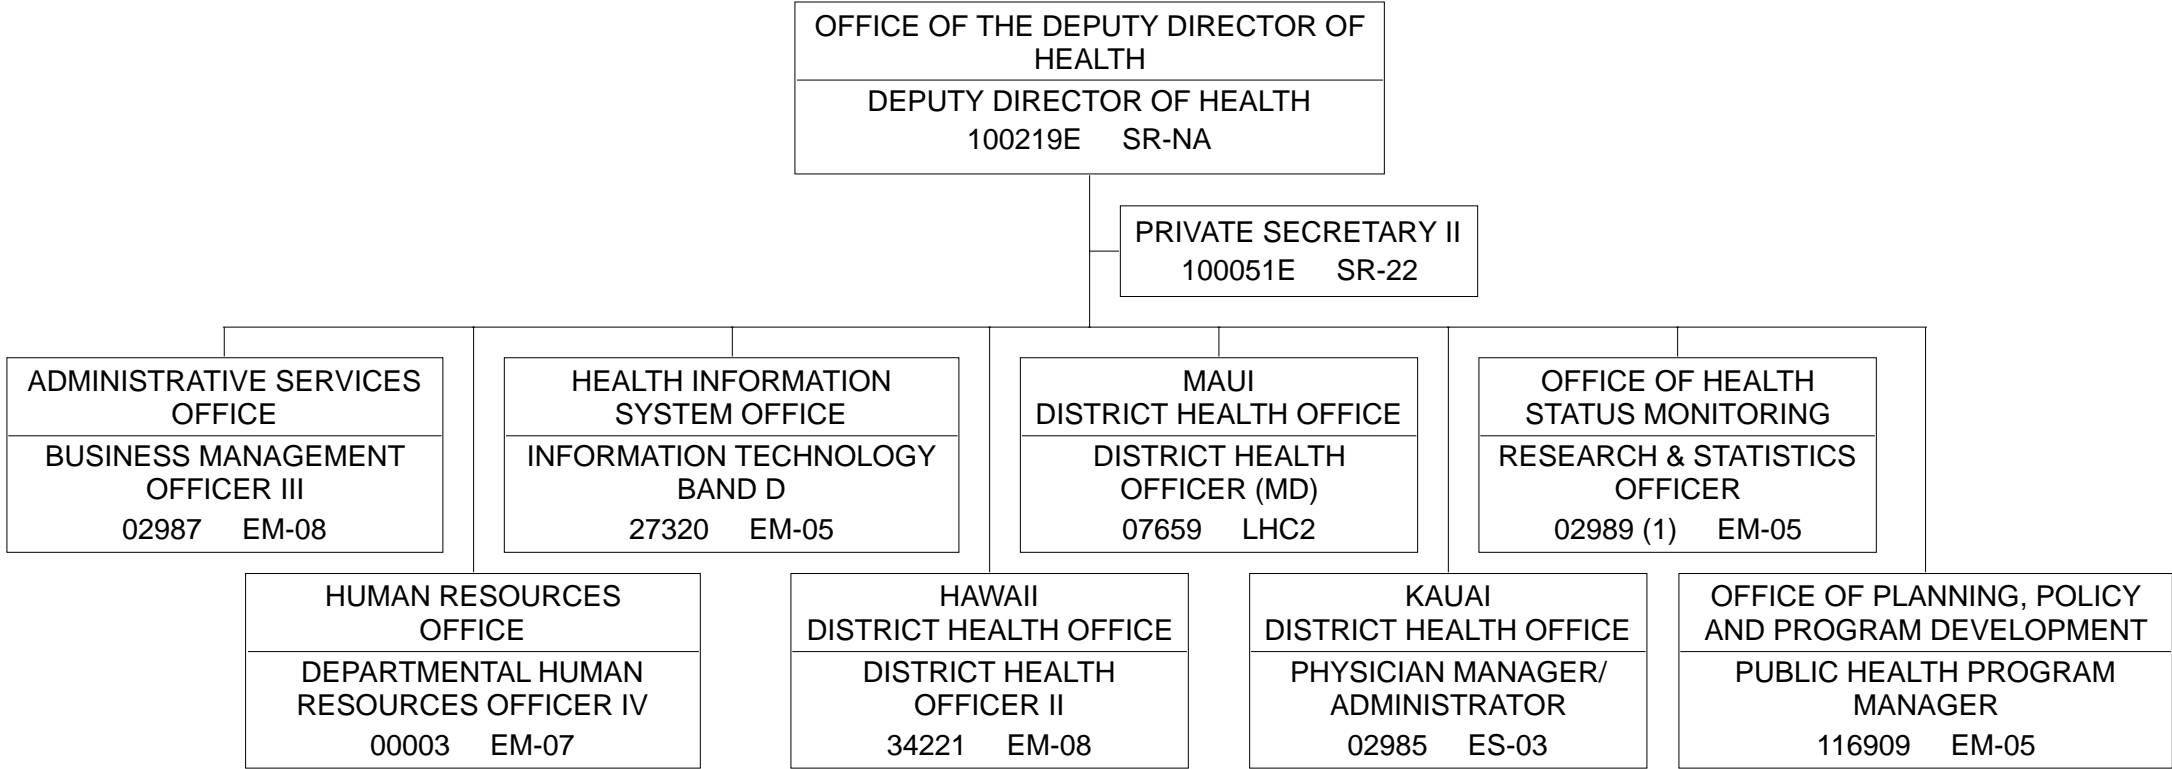 OFFICE OF THE DEPUTY DIRECTOR OF
HEALTH
DEPUTY DIRECTOR OF HEALTH
100219E SR-NA
PRIVATE SECRETARY II
100051E SR-22
ADMINISTRATIVE SERVICES
OFFICE
BUSINESS MANAGEMENT
OFFICER III
02987 EM-08
HEALTH INFORMATION
SYSTEM OFFICE
INFORMATION TECHNOLOGY
BAND D
27320 EM-05
MAUI
DISTRICT HEALTH OFFICE
DISTRICT HEALTH
OFFICER (MD)
07659 LHC2
OFFICE OF HEALTH
STATUS MONITORING
RESEARCH & STATISTICS
OFFICER
02989 (1) EM-05
HUMAN RESOURCES
OFFICE
DEPARTMENTAL HUMAN
RESOURCES OFFICER IV
00003 EM-07
HAWAII
DISTRICT HEALTH OFFICE
DISTRICT HEALTH
OFFICER II
34221 EM-08
KAUAI
DISTRICT HEALTH OFFICE
PHYSICIAN MANAGER/
ADMINISTRATOR
02985 ES-03
OFFICE OF PLANNING, POLICY
AND PROGRAM DEVELOPMENT
PUBLIC HEALTH PROGRAM
MANAGER
116909 EM-05